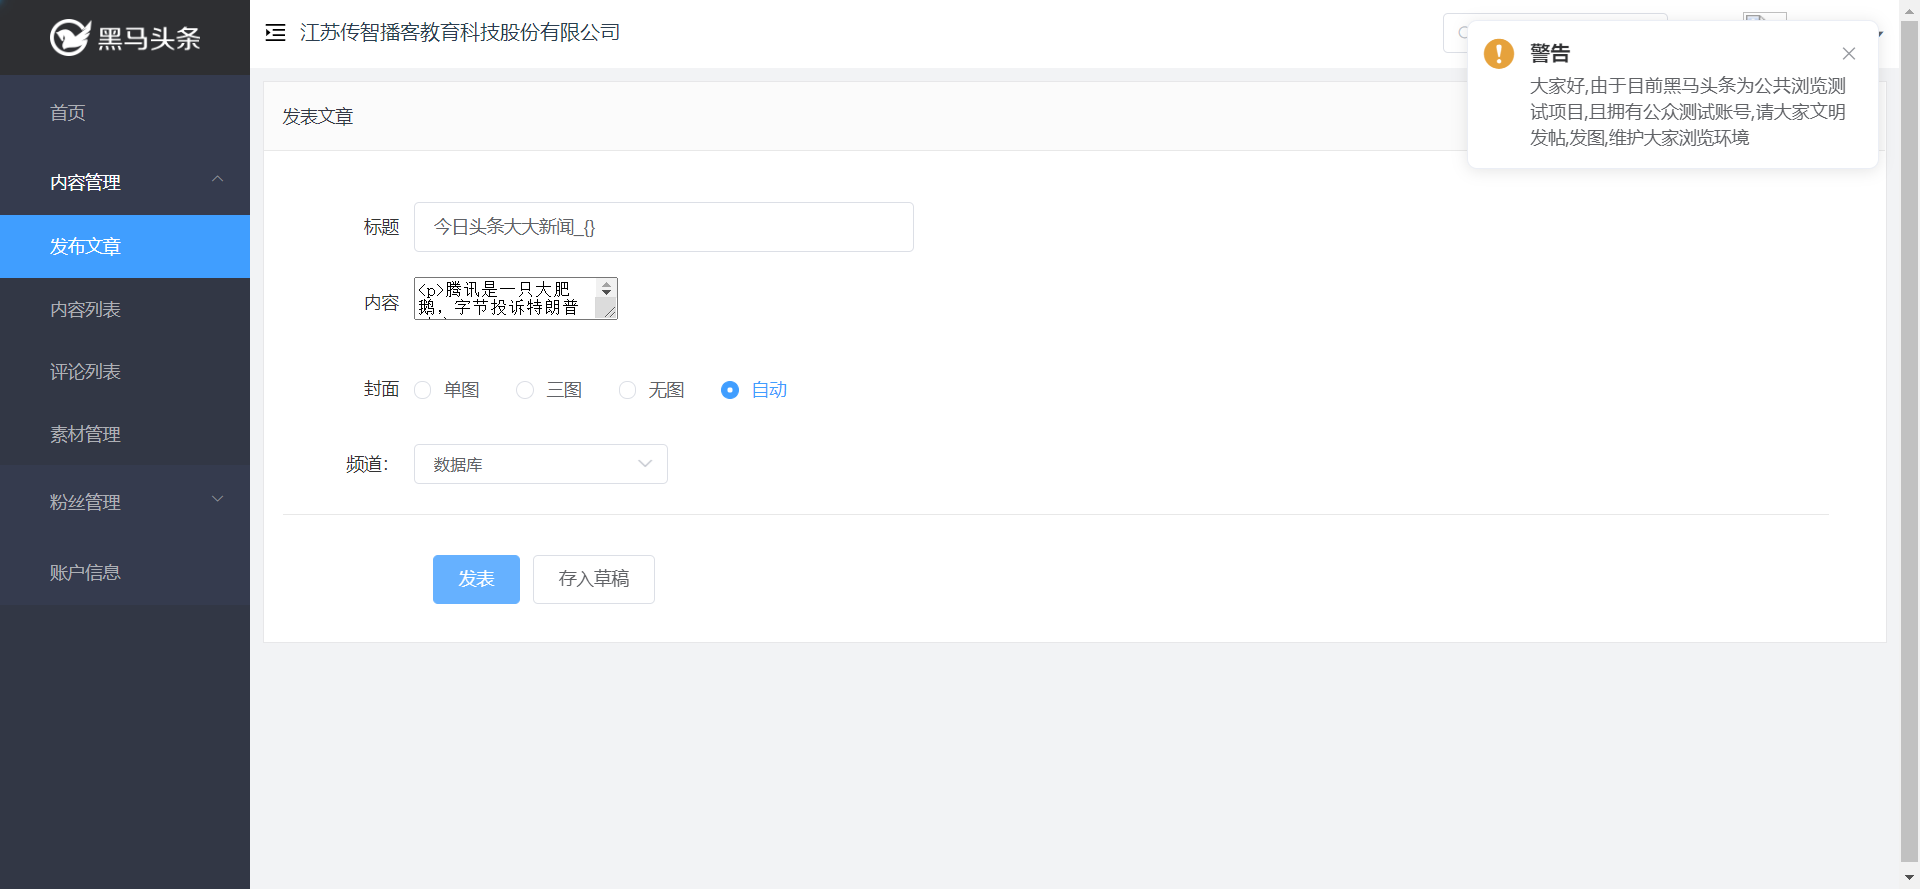 黑马头条
首页
内容管理
发布文章
内容列表
评论列表
素材管理
粉丝管理
账户信息
江苏传智播客教育科技股份有限公司
警告
大家好,由于目前黑马头条为公共浏览测
试项目,且拥有公众测试账号,请大家文明
发帖,发图,维护大家浏览环境
发表文章
标题 今日头条大大新闻_{}
内容 <p>腾讯是一只大肥
鹅，字节投诉特朗普
封面 单图 三图 无图 自动
频道： 数据库
发表 存入草稿